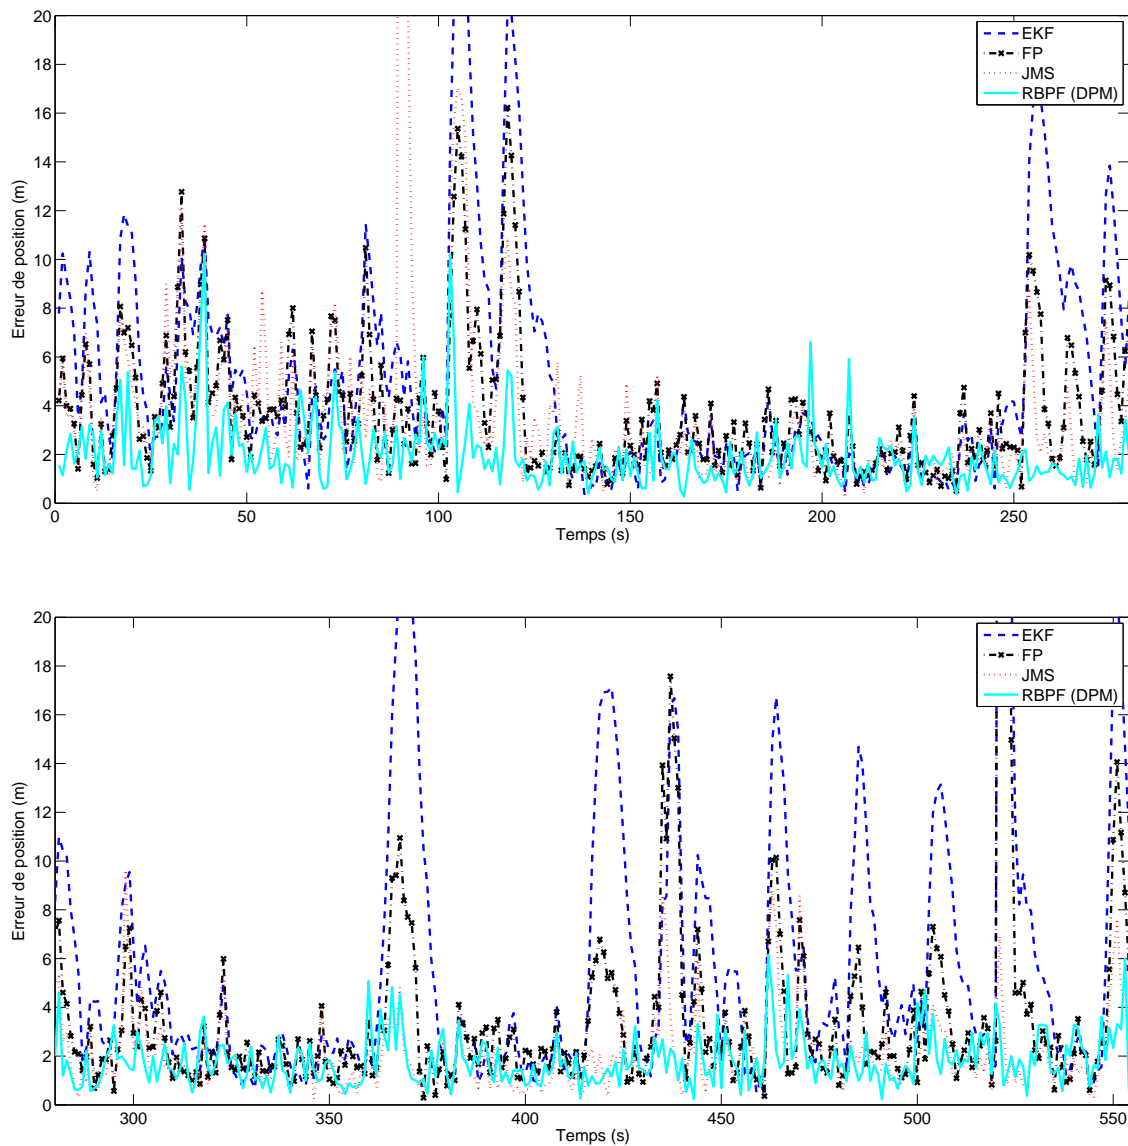 20
18
16
14
12
10
8
6
4
2
0
Erreur de position (m)
0 50 100 150 200 250
Temps (s)
EKF
FP
JMS
RBPF (DPM)
20
18
16
14
12
10
8
6
4
2
0
Erreur de position (m)
300 350 400 450 500 550
Temps (s)
EKF
FP
JMS
RBPF (DPM)